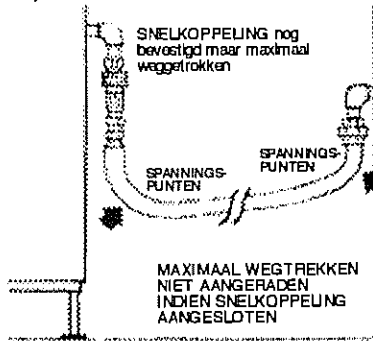 SNELKOPPELING nog
bevestigd maar maximaal
weggetrokken
SPANNINGS-
PUNTEN
SPANNINGS-
PUNTEN
MAXIMAAL WEGTREKKEN
NIET AANGERADEN
INDIEN SNELKOPPELING
AANGESLOTEN